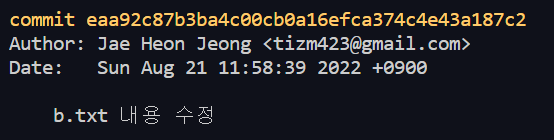 commit eaa92c87b3ba4c00cb0a16efca374c4e43a187c2
Author: Jae Heon Jeong <tizm423@gmail.com>
Date:   Sun Aug 21 11:58:39 2022 +0900
b.txt 내용 수정